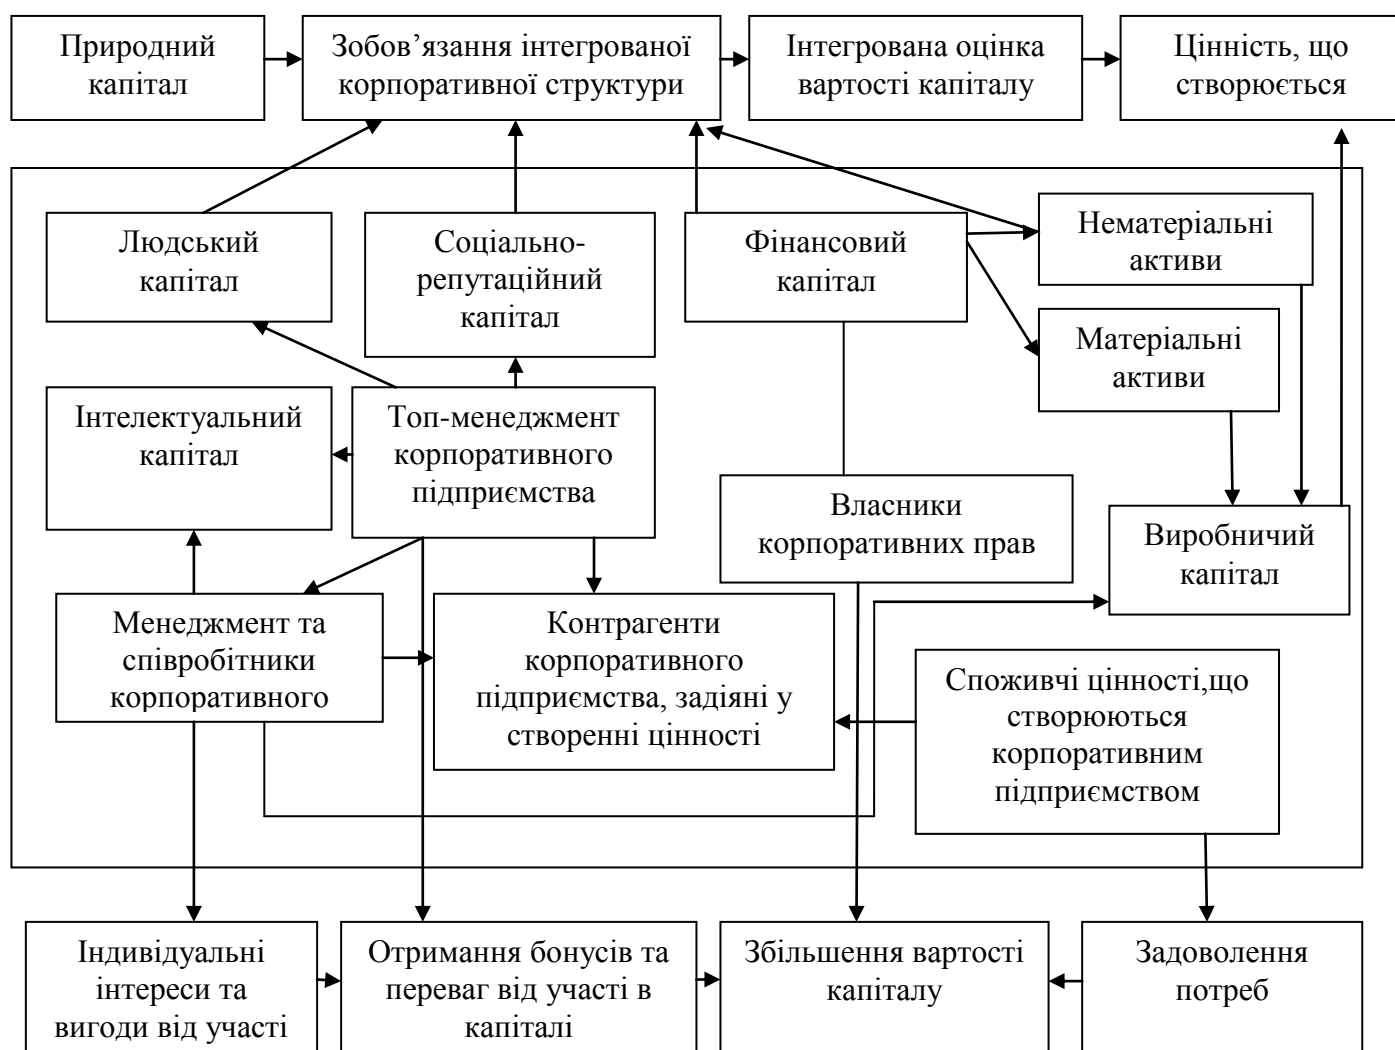 Природний
капітал
Зобов’язання інтегрованої
корпоративної структури
Інтегрована оцінка
вартості капіталу
Цінність, що
створюється
Людський
капітал
Соціально-
репутаційний
капітал
Фінансовий
капітал
Нематеріальні
активи
Матеріальні
активи
Інтелектуальний
капітал
Топ-менеджмент
корпоративного
підприємства
Власники
корпоративних прав
Виробничий
капітал
Менеджмент та
співробітники
корпоративного
Контрагенти
корпоративного
підприємства, задіяні у
створенні цінності
Споживчі цінності,що
створюються
корпоративним
підприємством
Індивідуальні
інтереси та
вигоди від участі
Отримання бонусів та
переваг від участі в
капіталі
Збільшення вартості
капіталу
Задоволення
потреб